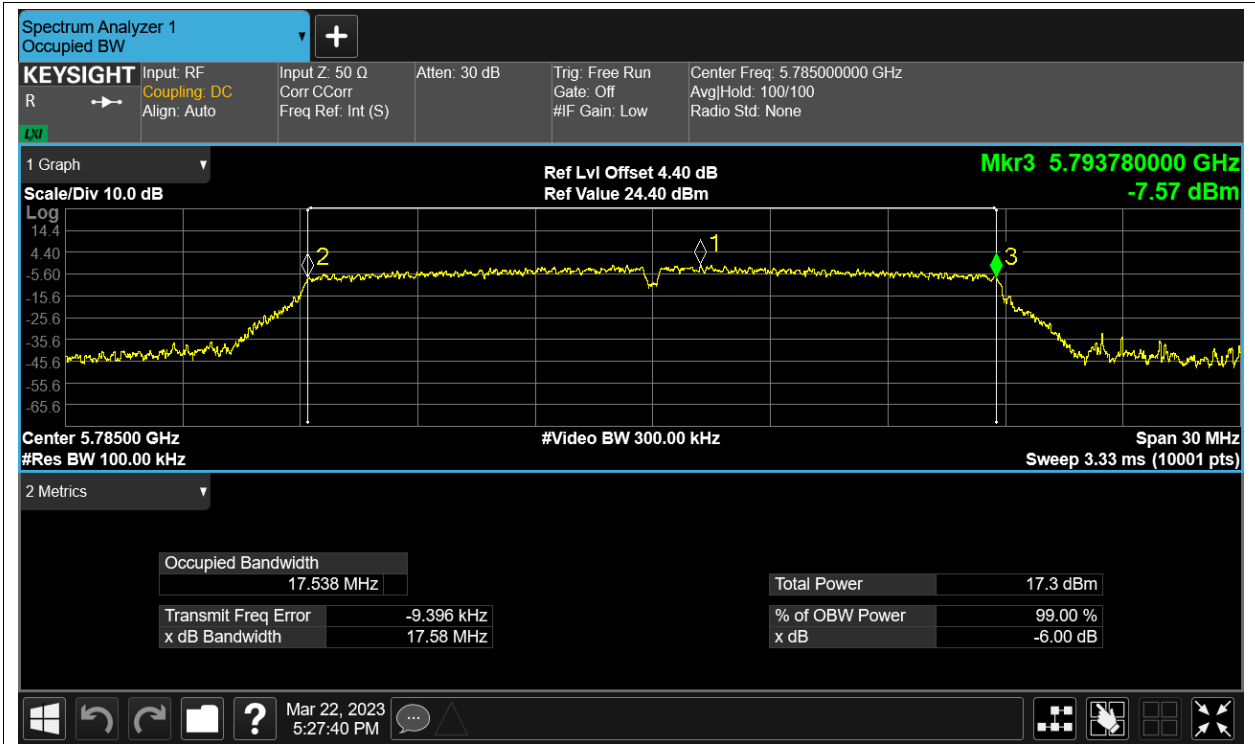 Spectrum Analyzer 1
Occupied BW
KEYSIGHT
R
LXI
Input: RF
Coupling: DC
Align: Auto
Input Z: 50 Ω
Corr CCorr
Freq Ref: Int (S)
Atten: 30 dB
Trig: Free Run
Gate: Off
#IF Gain: Low
Center Freq: 5.785000000 GHz
Avg|Hold: 100/100
Radio Std: None
1 Graph
Scale/Div 10.0 dB
Ref Lvl Offset 4.40 dB
Ref Value 24.40 dBm
Mkr3 5.793780000 GHz
-7.57 dBm
Log
14.4
4.40
-5.60
-15.6
-25.6
-35.6
-45.6
-55.6
-65.6
2
1
3
Center 5.78500 GHz
#Res BW 100.00 kHz
#Video BW 300.00 kHz
Span 30 MHz
Sweep 3.33 ms (10001 pts)
2 Metrics
Occupied Bandwidth
17.538 MHz
Transmit Freq Error -9.396 kHz
x dB Bandwidth 17.58 MHz
Total Power 17.3 dBm
% of OBW Power 99.00 %
x dB -6.00 dB
?
Mar 22, 2023
5:27:40 PM